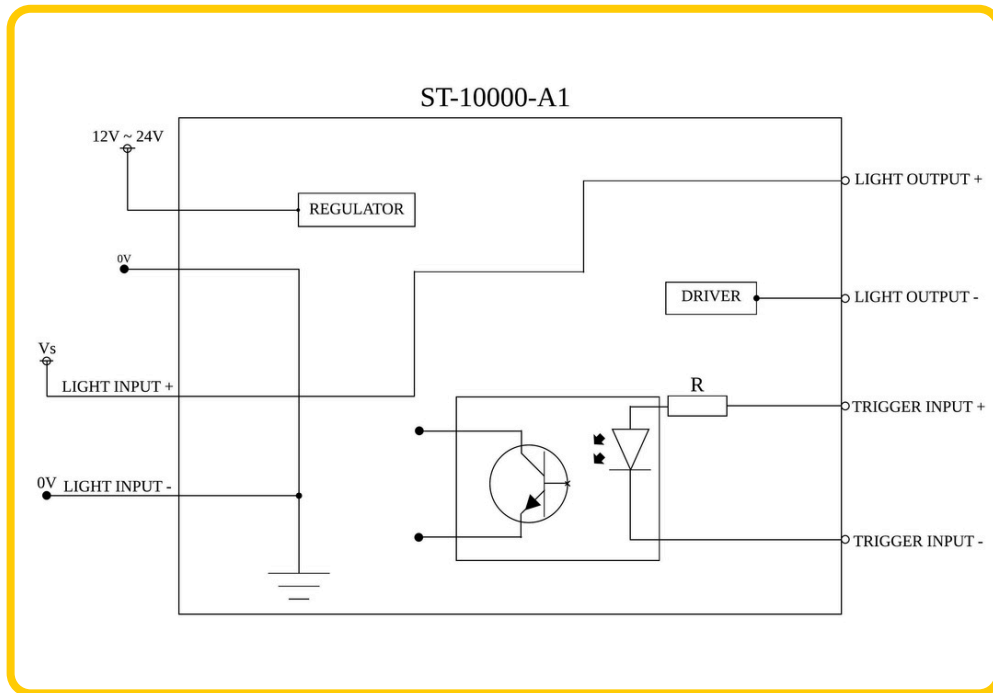 ST-10000-A1
12V ~ 24V
LIGHT OUTPUT +
REGULATOR
0V
DRIVER
LIGHT OUTPUT -
Vs
LIGHT INPUT +
R
TRIGGER INPUT +
0V
LIGHT INPUT -
TRIGGER INPUT -